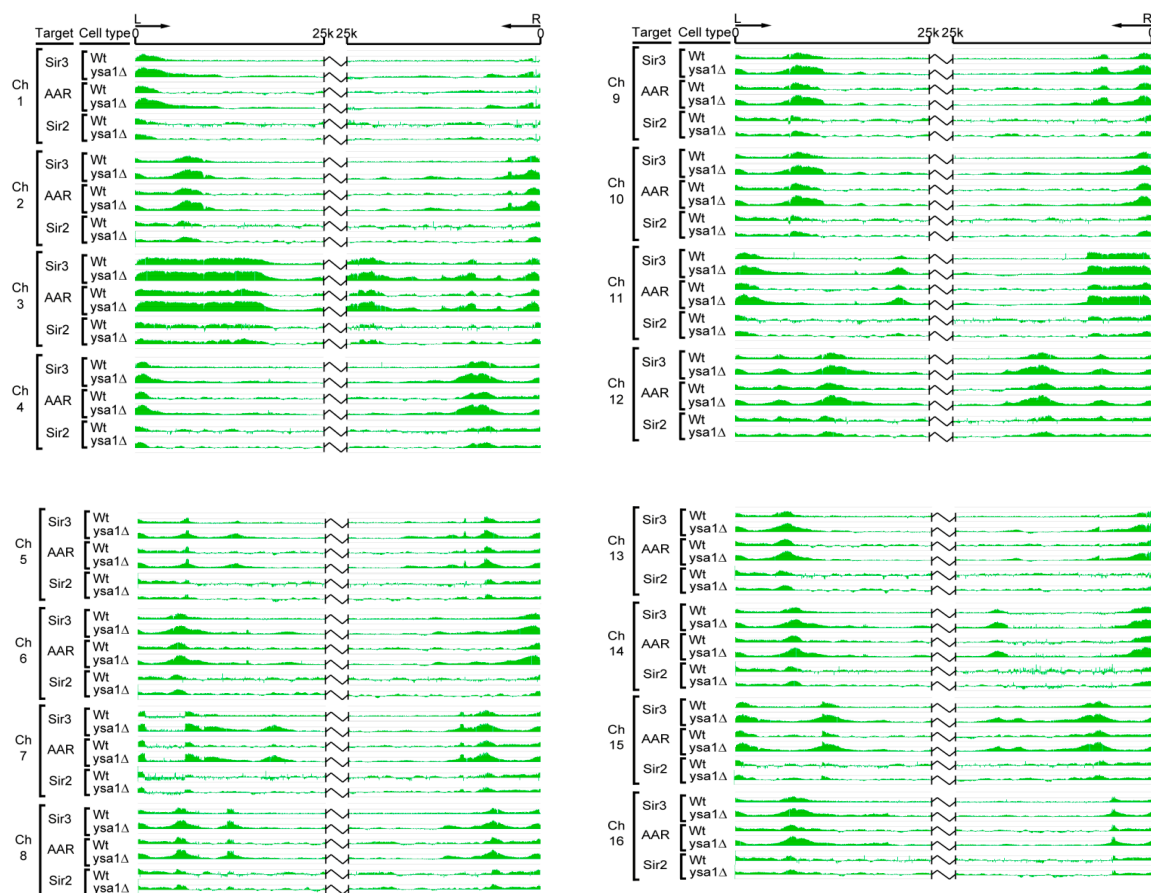 L R
Target Cell type 25k 25k 0
Ch 1
Sir3 Wt
ysa1Δ
AAR Wt
ysa1Δ
Sir2 Wt
ysa1Δ
Ch 2
Sir3 Wt
ysa1Δ
AAR Wt
ysa1Δ
Sir2 Wt
ysa1Δ
Ch 3
Sir3 Wt
ysa1Δ
AAR Wt
ysa1Δ
Sir2 Wt
ysa1Δ
Ch 4
Sir3 Wt
ysa1Δ
AAR Wt
ysa1Δ
Sir2 Wt
ysa1Δ
Ch 5
Sir3 Wt
ysa1Δ
AAR Wt
ysa1Δ
Sir2 Wt
ysa1Δ
Ch 6
Sir3 Wt
ysa1Δ
AAR Wt
ysa1Δ
Sir2 Wt
ysa1Δ
Ch 7
Sir3 Wt
ysa1Δ
AAR Wt
ysa1Δ
Sir2 Wt
ysa1Δ
Ch 8
Sir3 Wt
ysa1Δ
AAR Wt
ysa1Δ
Sir2 Wt
ysa1Δ
L R
Target Cell type 0 25k 25k 0
Ch 9
Sir3 Wt
ysa1Δ
AAR Wt
ysa1Δ
Sir2 Wt
ysa1Δ
Ch 10
Sir3 Wt
ysa1Δ
AAR Wt
ysa1Δ
Sir2 Wt
ysa1Δ
Ch 11
Sir3 Wt
ysa1Δ
AAR Wt
ysa1Δ
Sir2 Wt
ysa1Δ
Ch 12
Sir3 Wt
ysa1Δ
AAR Wt
ysa1Δ
Sir2 Wt
ysa1Δ
Ch 13
Sir3 Wt
ysa1Δ
AAR Wt
ysa1Δ
Sir2 Wt
ysa1Δ
Ch 14
Sir3 Wt
ysa1Δ
AAR Wt
ysa1Δ
Sir2 Wt
ysa1Δ
Ch 15
Sir3 Wt
ysa1Δ
AAR Wt
ysa1Δ
Sir2 Wt
ysa1Δ
Ch 16
Sir3 Wt
ysa1Δ
AAR Wt
ysa1Δ
Sir2 Wt
ysa1Δ